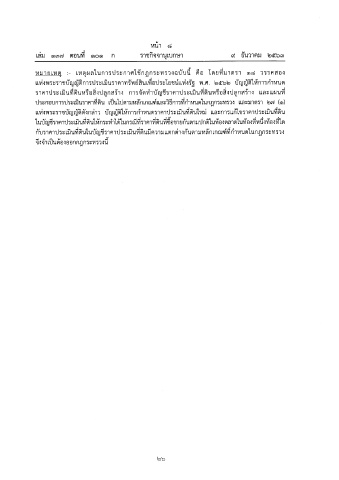 หน้า ๘
เล่ม ๑๓๗ ตอนที่ ๑๐๑ ก ราชกิจจานุเบกษา ๙ ธันวาคม ๒๕๖๓
หมายเหตุ :- เหตุผลในการประกาศใช้กฎกระทรวงฉบับนี้ คือ โดยที่มาตรา ๑๘ วรรคสอง
แห่งพระราชบัญญัติการประเมินราคาทรัพย์สินเพื่อประโยชน์แห่งรัฐ พ.ศ. ๒๕๖๒ บัญญัติให้การกำหนด
ราคาประเมินที่ดินหรือสิ่งปลูกสร้าง การจัดทำบัญชีราคาประเมินที่ดินหรือสิ่งปลูกสร้าง และแผนที่
ประกอบการประเมินราคาที่ดิน เป็นไปตามหลักเกณฑ์และวิธีการที่กำหนดในกฎกระทรวง และมาตรา ๒๗ (๑)
แห่งพระราชบัญญัติดังกล่าว บัญญัติให้การกำหนดราคาประเมินที่ดินใหม่ และการแก้ไขราคาประเมินที่ดิน
ในบัญชีราคาประเมินที่ดินให้กระทำได้ในกรณีที่ราคาที่ดินที่ซื้อขายกันตามปกติในท้องตลาดในท้องที่หนึ่งท้องที่ใด
กับราคาประเมินที่ดินในบัญชีราคาประเมินที่ดินมีความแตกต่างกันตามหลักเกณฑ์ที่กำหนดในกฎกระทรวง
จึงจำเป็นต้องออกกฎกระทรวงนี้
๒๖